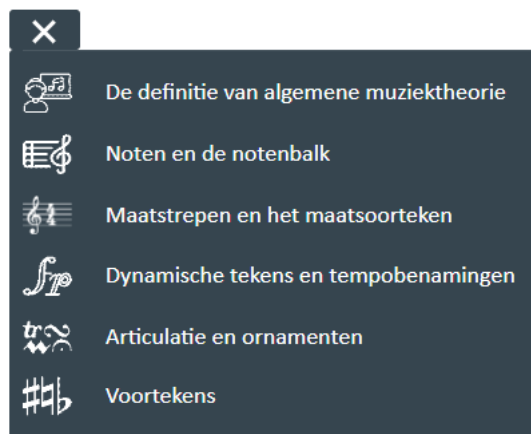 De definitie van algemene muziektheorie
Noten en de notenbalk
Maatstrepen en het maatsoorteken
Dynamische tekens en tempobenamingen
Articulatie en ornamenten
Voortekens